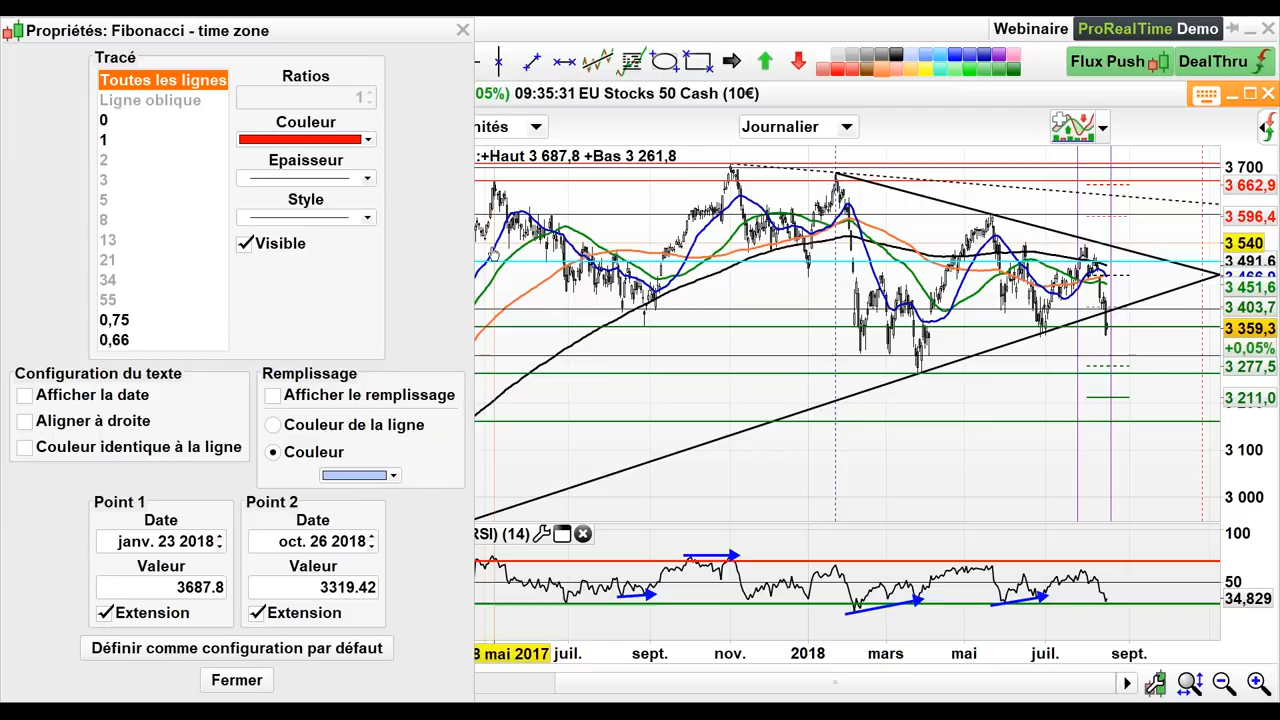 Propriétés: Fibonacci - time zone
Webinaire
ProRealTime Demo
Tracé
Toutes les lignes
Ligne oblique
0
1
2
3
5
8
13
21
34
55
0,75
0,66
Ratios
1
Couleur
Epaisseur
Style
Visible
Configuration du texte
Afficher la date
Aligner à droite
Couleur identique à la ligne
Remplissage
Afficher le remplissage
Couleur de la ligne
Couleur
Point 1
Date
janv. 23 2018
Valeur
3687.8
Extension
Point 2
Date
oct. 26 2018
Valeur
3319.42
Extension
Définir comme configuration par défaut
Fermer
Flux Push
DealThru
05%) 09:35:31 EU Stocks 50 Cash (10€)
nités
Journalier
:+Haut 3 687,8 +Bas 3 261,8
3 700
3 662,9
3 596,4
3 540
3 491,6
3 466,9
3 451,6
3 403,7
3 359,3
+0,05%
3 277,5
3 211,0
3 100
3 000
RSI) (14)
100
50
34,829
8 mai 2017
juil.
sept.
nov.
2018
mars
mai
juil.
sept.